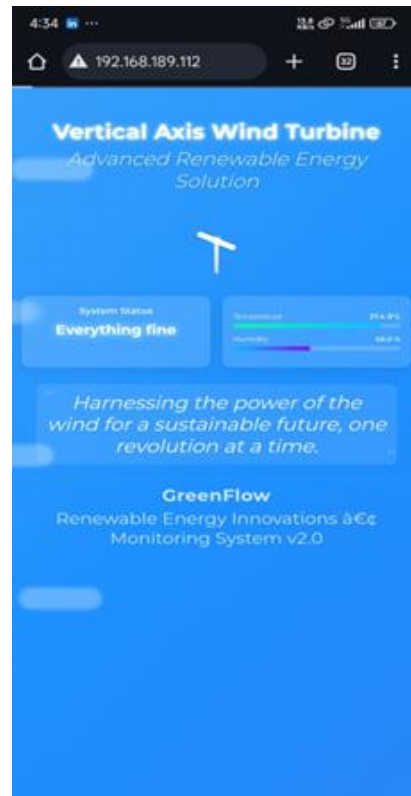 4:34
192.168.189.112
32
Vertical Axis Wind Turbine
Advanced Renewable Energy
Solution
System Status
Everything fine
Temperature
Humidity
Harnessing the power of the
wind for a sustainable future, one
revolution at a time.
GreenFlow
Renewable Energy Innovations â€¢
Monitoring System v2.0